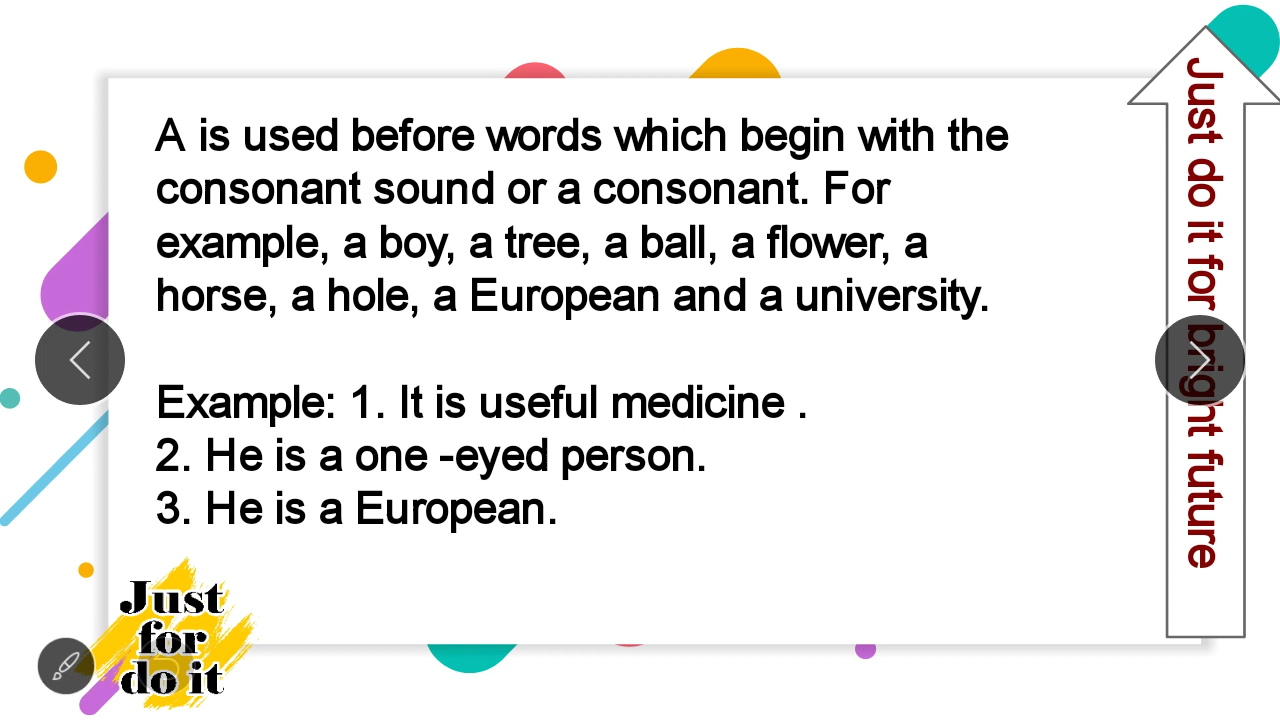 A is used before words which begin with the
consonant sound or a consonant. For
example, a boy, a tree, a ball, a flower, a
horse, a hole, a European and a university.
Example: 1. It is useful medicine .
2. He is a one -eyed person.
3. He is a European.
Just do it for bright future
Just
for
do it